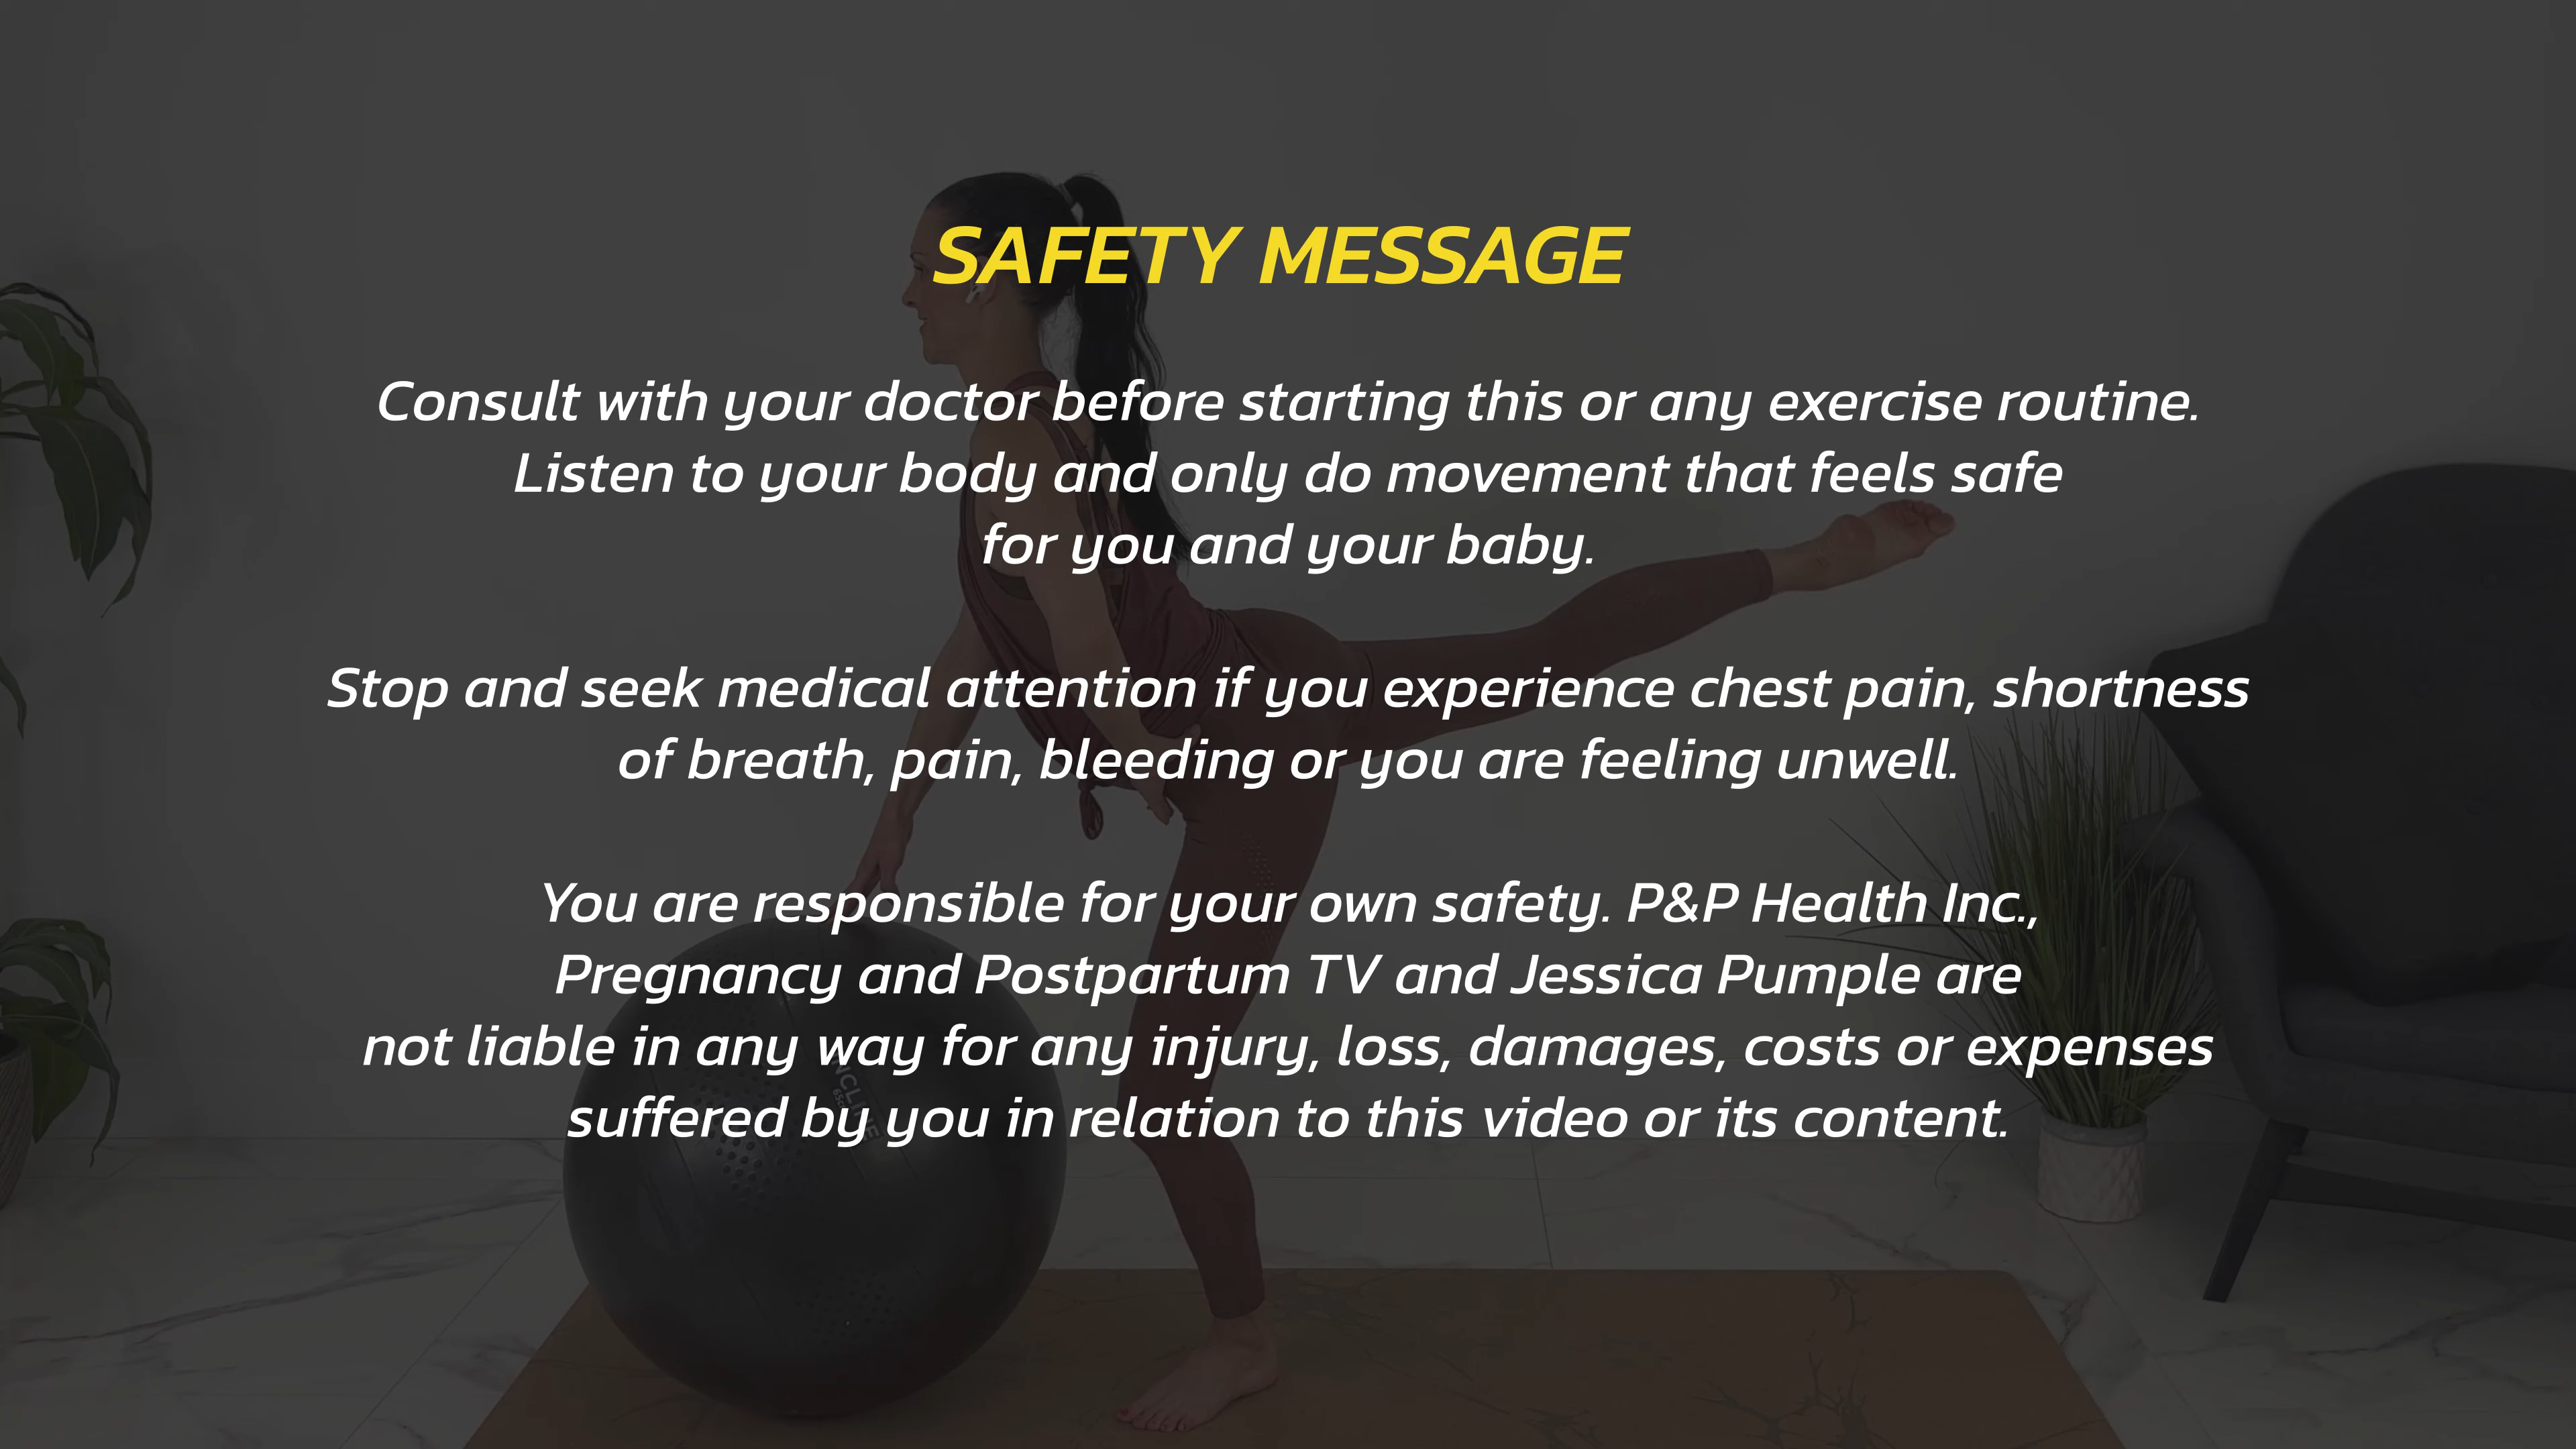 SAFETY MESSAGE
Consult with your doctor before starting this or any exercise routine.
Listen to your body and only do movement that feels safe
for you and your baby.
Stop and seek medical attention if you experience chest pain, shortness
of breath, pain, bleeding or you are feeling unwell.
You are responsible for your own safety. P&P Health Inc.,
Pregnancy and Postpartum TV and Jessica Pumple are
not liable in any way for any injury, loss, damages, costs or expenses
suffered by you in relation to this video or its content.